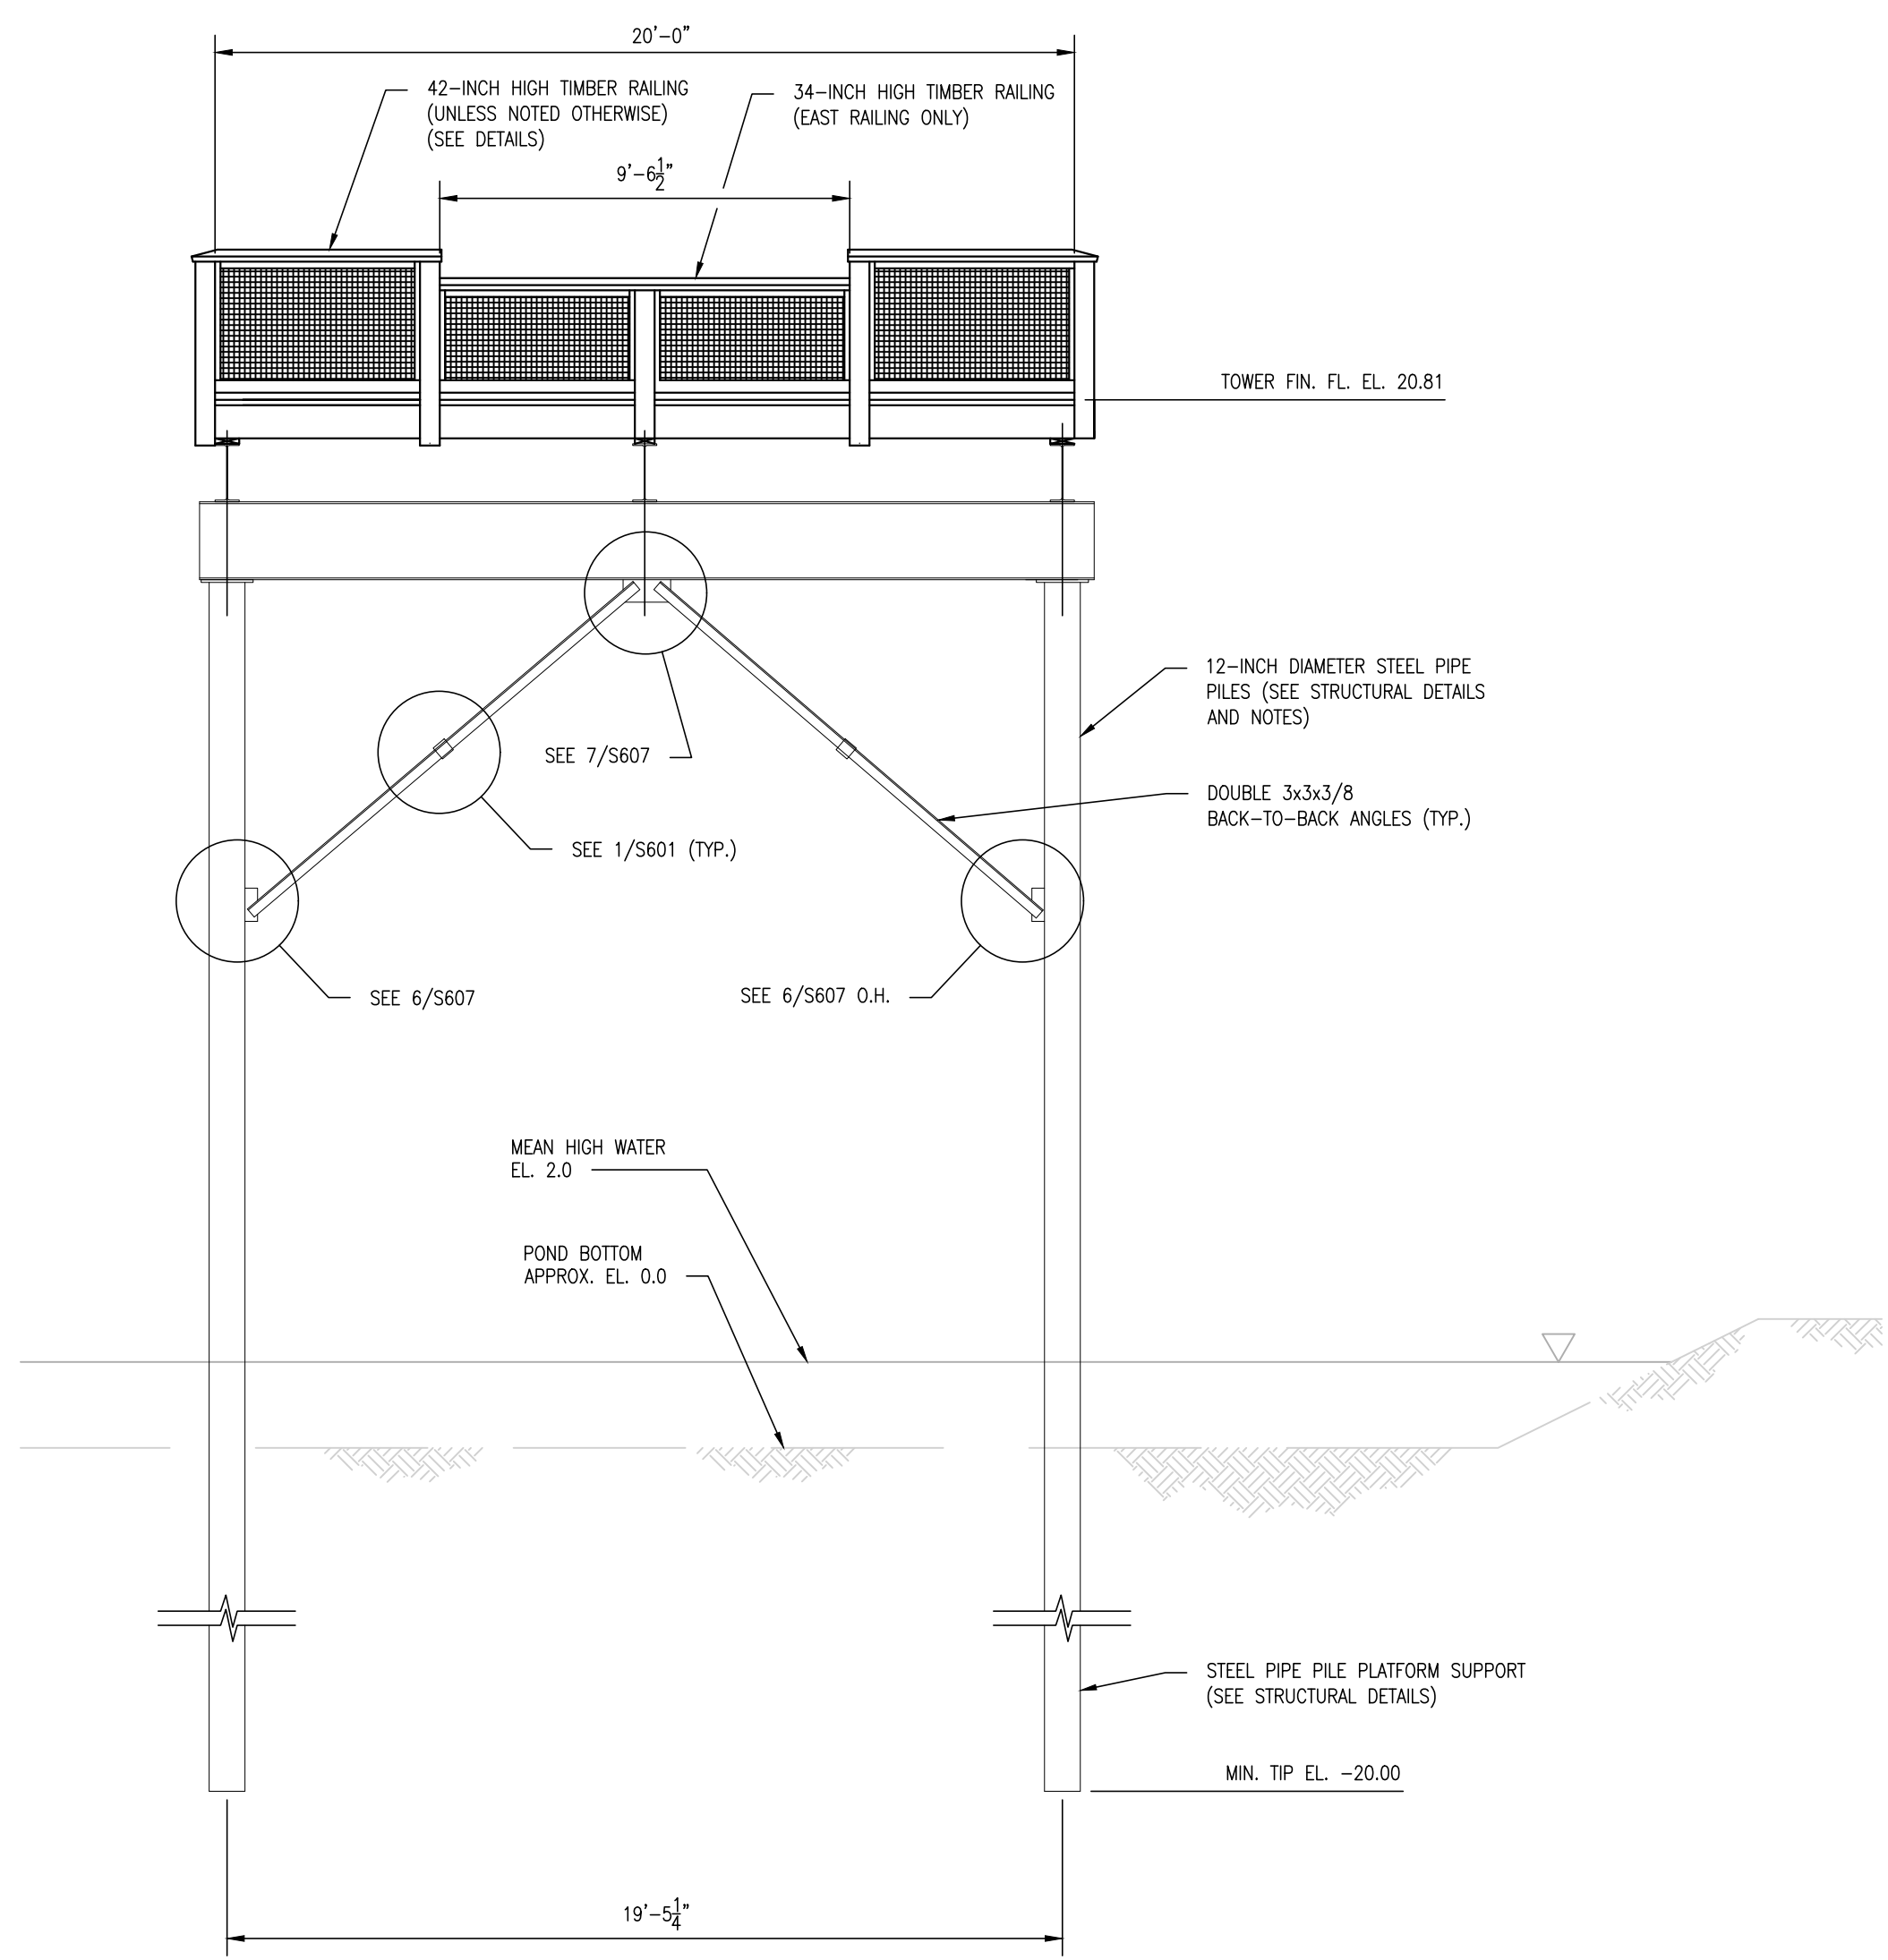 20'-0"
42-INCH HIGH TIMBER RAILING
(UNLESS NOTED OTHERWISE)
(SEE DETAILS)
34-INCH HIGH TIMBER RAILING
(EAST RAILING ONLY)
9'-6½"
TOWER FIN. FL. EL. 20.81
12-INCH DIAMETER STEEL PIPE
PILES (SEE STRUCTURAL DETAILS
AND NOTES)
SEE 7/S607
DOUBLE 3x3x3/8
BACK-TO-BACK ANGLES (TYP.)
SEE 1/S601 (TYP.)
SEE 6/S607
SEE 6/S607 O.H.
MEAN HIGH WATER
EL. 2.0
POND BOTTOM
APPROX. EL. 0.0
STEEL PIPE PILE PLATFORM SUPPORT
(SEE STRUCTURAL DETAILS)
MIN. TIP EL. -20.00
19'-5¼"